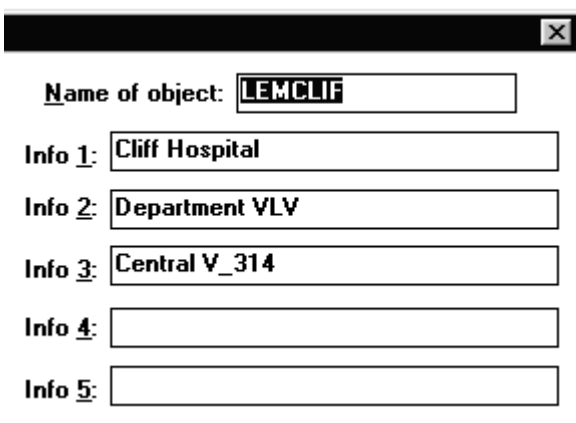 Name of object: LEMCLIF
Info 1: Cliff Hospital
Info 2: Department VLV
Info 3: Central V_314
Info 4:
Info 5: